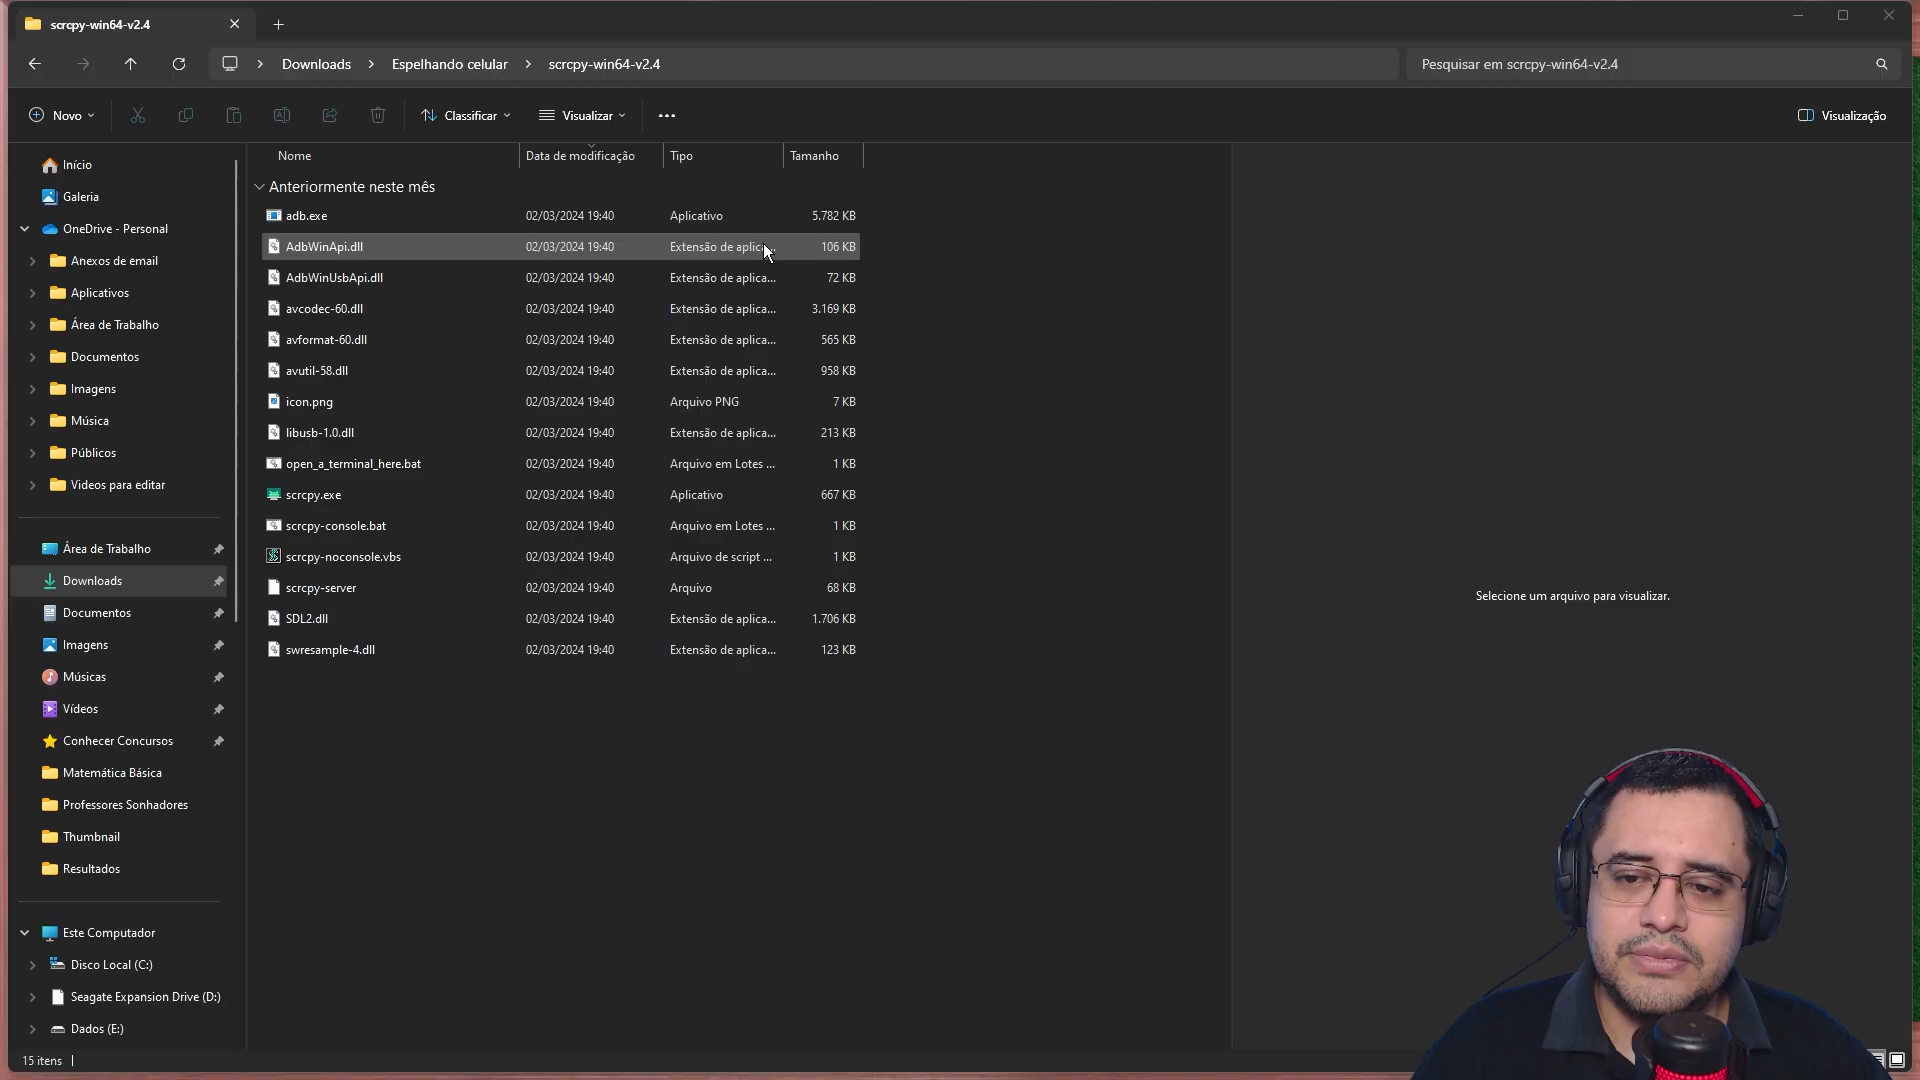 scrcpy-win64-v2.4
Downloads
Espelhando celular
scrcpy-win64-v2.4
Pesquisar em scrcpy-win64-v2.4
Novo
Classificar
Visualizar
Visualização
Nome
Data de modificação
Tipo
Tamanho
Anteriormente neste mês
adb.exe 02/03/2024 19:40 Aplicativo 5.782 KB
AdbWinApi.dll 02/03/2024 19:40 Extensão de aplica... 106 KB
AdbWinUsbApi.dll 02/03/2024 19:40 Extensão de aplica... 72 KB
avcodec-60.dll 02/03/2024 19:40 Extensão de aplica... 3.169 KB
avformat-60.dll 02/03/2024 19:40 Extensão de aplica... 565 KB
avutil-58.dll 02/03/2024 19:40 Extensão de aplica... 958 KB
icon.png 02/03/2024 19:40 Arquivo PNG 7 KB
libusb-1.0.dll 02/03/2024 19:40 Extensão de aplica... 213 KB
open_a_terminal_here.bat 02/03/2024 19:40 Arquivo em Lotes ... 1 KB
scrcpy.exe 02/03/2024 19:40 Aplicativo 667 KB
scrcpy-console.bat 02/03/2024 19:40 Arquivo em Lotes ... 1 KB
scrcpy-noconsole.vbs 02/03/2024 19:40 Arquivo de script ... 1 KB
scrcpy-server 02/03/2024 19:40 Arquivo 68 KB
SDL2.dll 02/03/2024 19:40 Extensão de aplica... 1.706 KB
swresample-4.dll 02/03/2024 19:40 Extensão de aplica... 123 KB
Início
Galeria
OneDrive - Personal
Anexos de email
Aplicativos
Área de Trabalho
Documentos
Imagens
Música
Públicos
Videos para editar
Área de Trabalho
Downloads
Documentos
Imagens
Músicas
Vídeos
Conhecer Concursos
Matemática Básica
Professores Sonhadores
Thumbnail
Resultados
Este Computador
Disco Local (C:)
Seagate Expansion Drive (D:)
Dados (E:)
Selecione um arquivo para visualizar.
15 itens